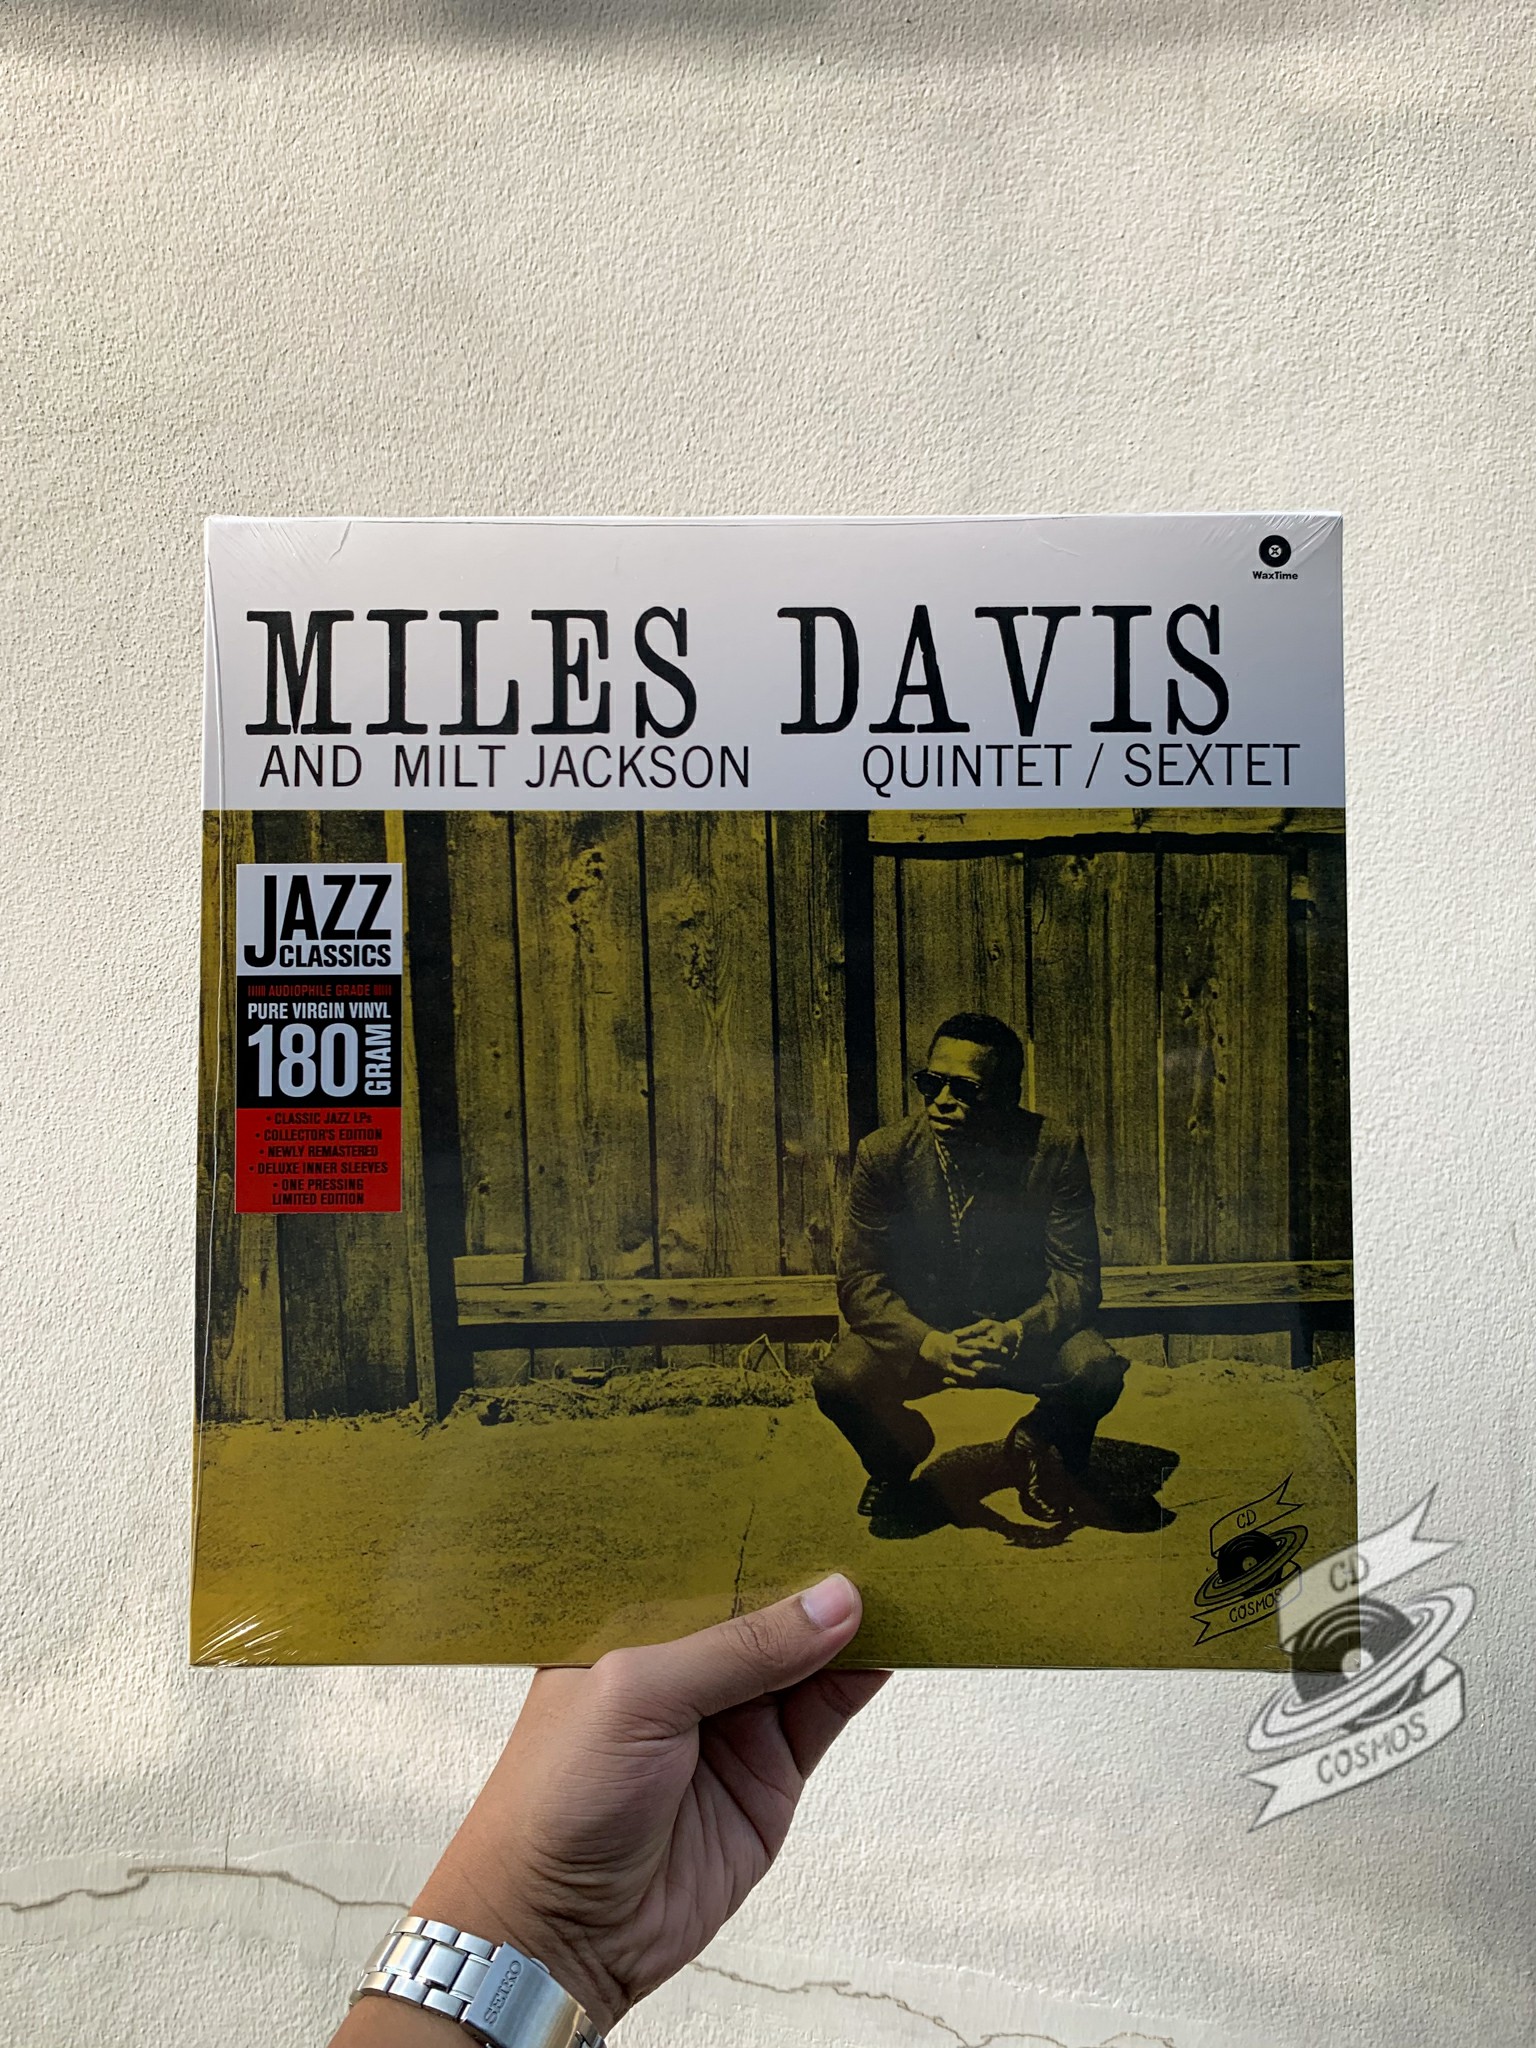 WaxTime
MILES DAVIS
AND MILT JACKSON QUINTET / SEXTET
JAZZ
CLASSICS
AUDIOPHILE GRADE
PURE VIRGIN VINYL
180 GRAM
• CLASSIC JAZZ LPs
• COLLECTOR'S EDITION
• NEWLY REMASTERED
• DELUXE INNER SLEEVES
• ONE PRESSING
LIMITED EDITION
CD
COSMOS
CD
COSMOS
SEIKO